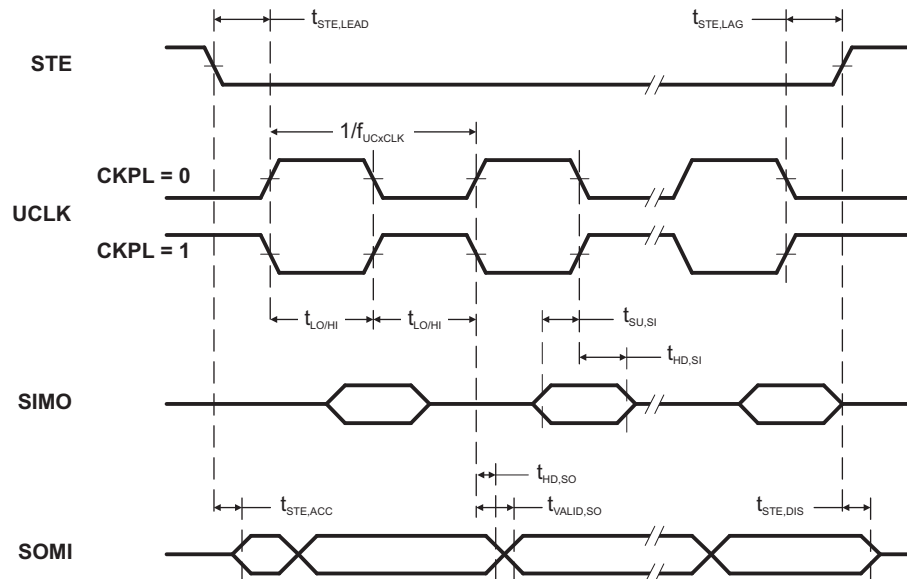 tSTE,LEAD
tSTE,LAG
STE
1/fUCxCLK
CKPL = 0
UCLK
CKPL = 1
tLO/HI
tLO/HI
tSU,SI
tHD,SI
SIMO
tHD,SO
tSTE,ACC
tVALID,SO
tSTE,DIS
SOMI